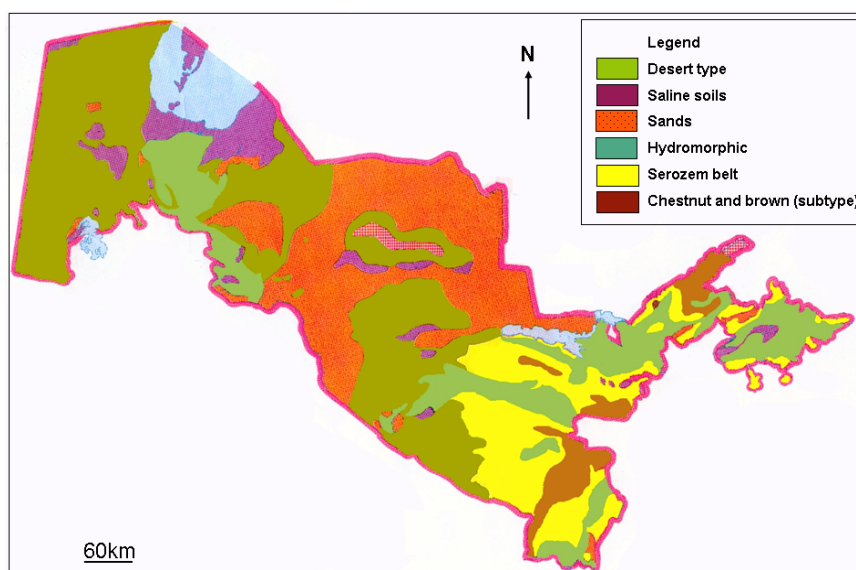 N
Legend
Desert type
Saline soils
Sands
Hydromorphic
Serozem belt
Chestnut and brown (subtype)
60km